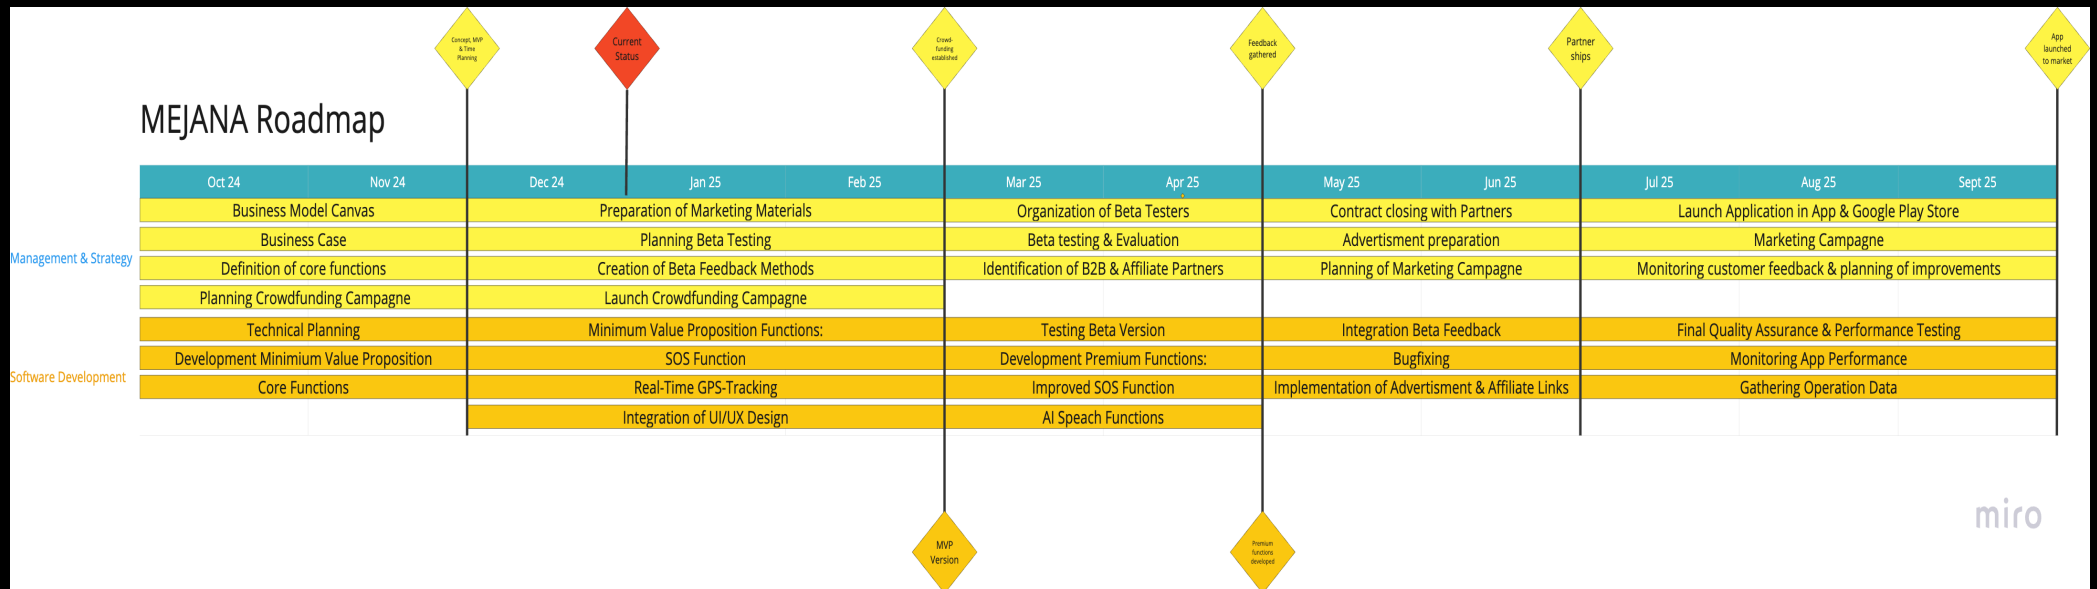 Concept, MVP
& Time
Planning
Current
Status
Crowd-
funding
established
Feedback
gathered
Partner
ships
App
launched
to market
MEJANA Roadmap
Oct 24
Nov 24
Dec 24
Jan 25
Feb 25
Mar 25
Apr 25
May 25
Jun 25
Jul 25
Aug 25
Sept 25
Management & Strategy
Business Model Canvas
Preparation of Marketing Materials
Organization of Beta Testers
Contract closing with Partners
Launch Application in App & Google Play Store
Business Case
Planning Beta Testing
Beta testing & Evaluation
Advertisment preparation
Marketing Campagne
Definition of core functions
Creation of Beta Feedback Methods
Identification of B2B & Affiliate Partners
Planning of Marketing Campagne
Monitoring customer feedback & planning of improvements
Planning Crowdfunding Campagne
Launch Crowdfunding Campagne
Software Development
Technical Planning
Minimum Value Proposition Functions:
Testing Beta Version
Integration Beta Feedback
Final Quality Assurance & Performance Testing
Development Minimium Value Proposition
SOS Function
Development Premium Functions:
Bugfixing
Monitoring App Performance
Core Functions
Real-Time GPS-Tracking
Improved SOS Function
Implementation of Advertisment & Affiliate Links
Gathering Operation Data
Integration of UI/UX Design
AI Speach Functions
MVP
Version
Premium
functions
developed
miro